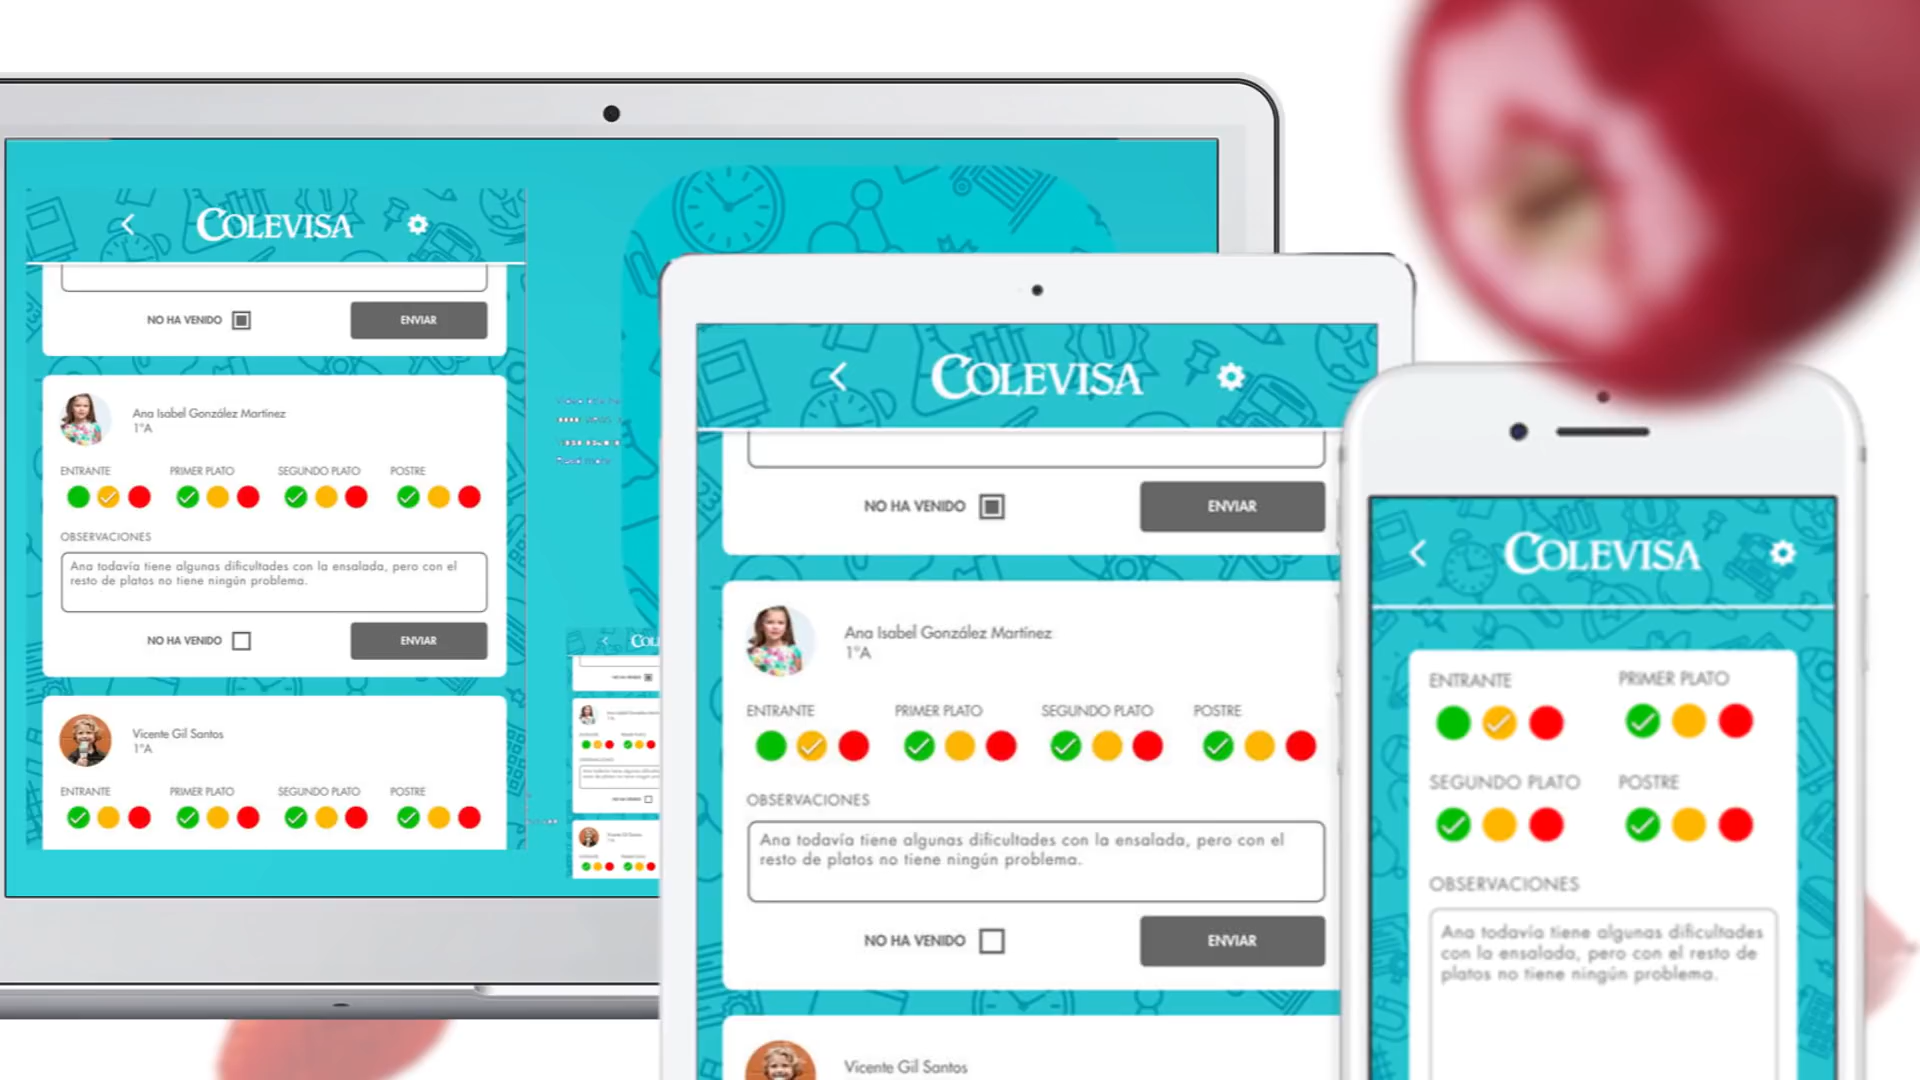 COLEVISA
NO HA VENIDO ENVIAR
Ana Isabel González Martínez
1ºA
ENTRANTE PRIMER PLATO SEGUNDO PLATO POSTRE
OBSERVACIONES
Ana todavía tiene algunas dificultades con la ensalada, pero con el
resto de platos no tiene ningún problema.
NO HA VENIDO ENVIAR
Vicente Gil Santos
1ºA
ENTRANTE PRIMER PLATO SEGUNDO PLATO POSTRE
COLEVISA
NO HA VENIDO ENVIAR
Ana Isabel González Martínez
1ºA
ENTRANTE PRIMER PLATO SEGUNDO PLATO POSTRE
OBSERVACIONES
Ana todavía tiene algunas dificultades con la ensalada, pero con el
resto de platos no tiene ningún problema.
NO HA VENIDO ENVIAR
Vicente Gil Santos
COLEVISA
ENTRANTE PRIMER PLATO
SEGUNDO PLATO POSTRE
OBSERVACIONES
Ana todavía tiene algunas dificultades
con la ensalada, pero con el resto de
platos no tiene ningún problema.